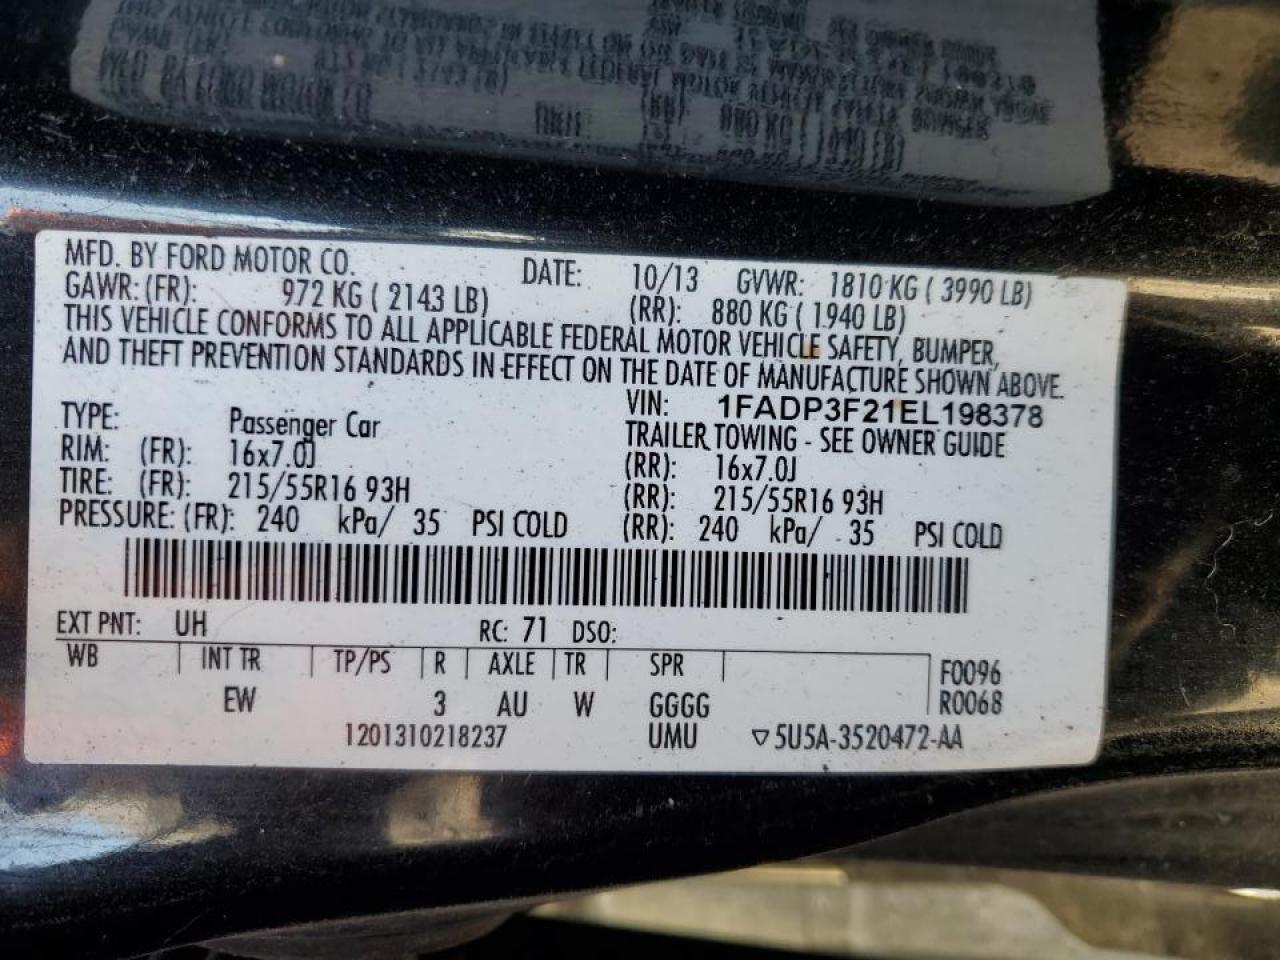 MFD. BY FORD MOTOR CO. DATE: 10/13 GVWR: 1810 KG ( 3990 LB)
GAWR: (FR): 972 KG ( 2143 LB) (RR): 880 KG ( 1940 LB)
THIS VEHICLE CONFORMS TO ALL APPLICABLE FEDERAL MOTOR VEHICLE SAFETY, BUMPER,
AND THEFT PREVENTION STANDARDS IN EFFECT ON THE DATE OF MANUFACTURE SHOWN ABOVE.
VIN: 1FADP3F21EL198378
TYPE: Passenger Car TRAILER TOWING - SEE OWNER GUIDE
RIM: (FR): 16x7.0J (RR): 16x7.0J
TIRE: (FR): 215/55R16 93H (RR): 215/55R16 93H
PRESSURE: (FR): 240 kPa/ 35 PSI COLD (RR): 240 kPa/ 35 PSI COLD
EXT PNT: UH RC: 71 DSO:
WB INT TR TP/PS R AXLE TR SPR F0096
EW 3 AU W GGGG R0068
1201310218237 UMU ▽5U5A-3520472-AA